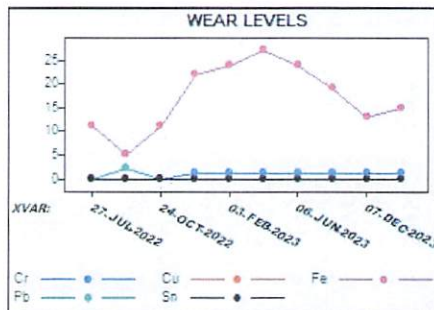 WEAR LEVELS
25
20
15
10
5
0
XVAR:
27-JUL-2022
24-OCT-2022
03-FEB-2023
06-JUN-2023
07-DEC-2023
Cr Cu Fe
Pb Sn